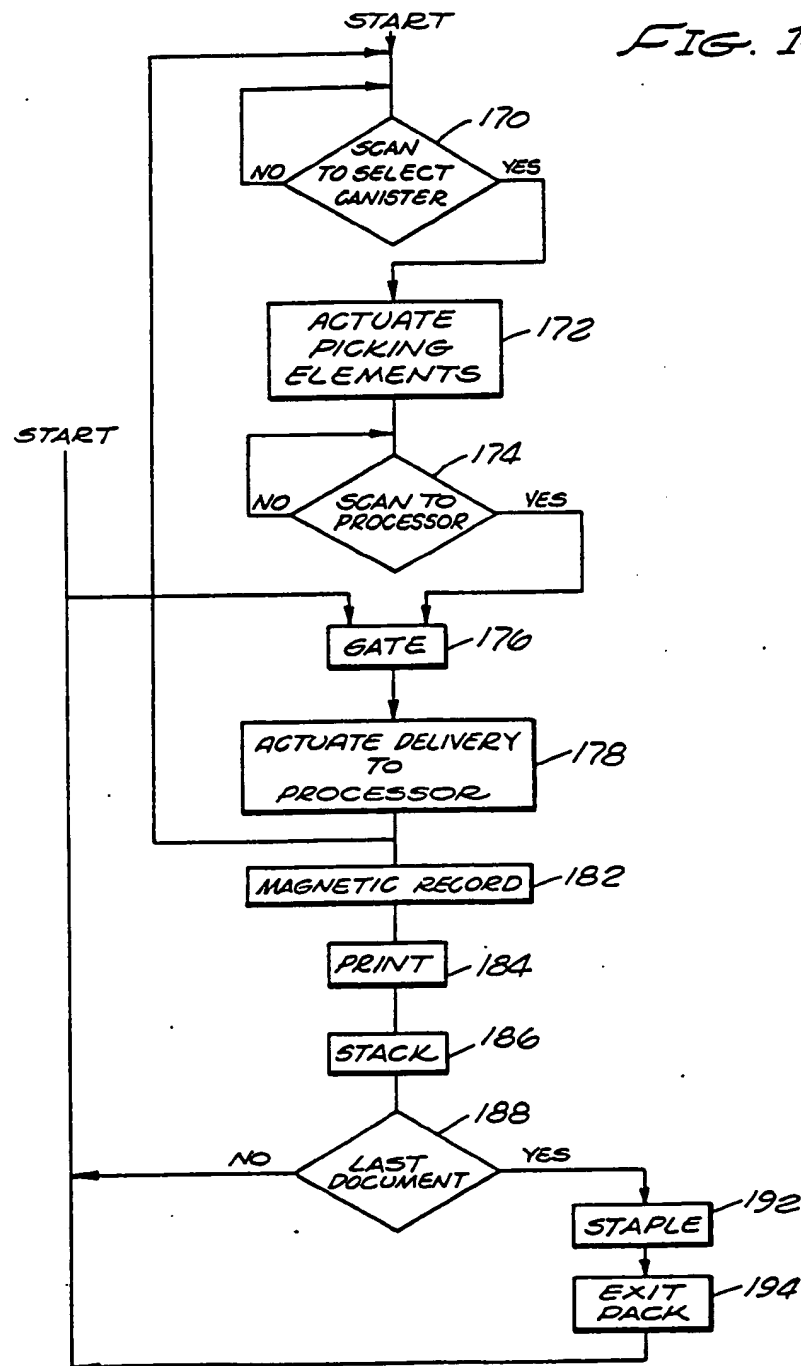 START
FIG. 1
170
SCAN
TO SELECT
CANISTER
NO
YES
ACTUATE
PICKING
ELEMENTS
172
START
174
SCAN TO
PROCESSOR
NO
YES
GATE
176
ACTUATE DELIVERY
TO
PROCESSOR
178
MAGNETIC RECORD
182
PRINT
184
STACK
186
188
LAST
DOCUMENT
NO
YES
192
STAPLE
EXIT
PACK
194